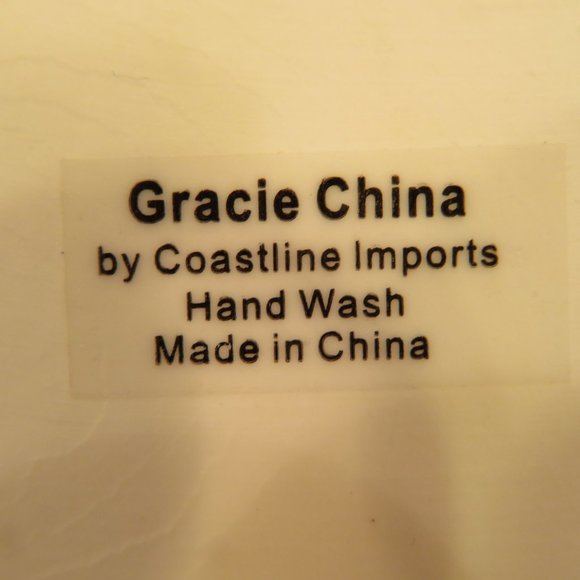 Gracie China
by Coastline Imports
Hand Wash
Made in China